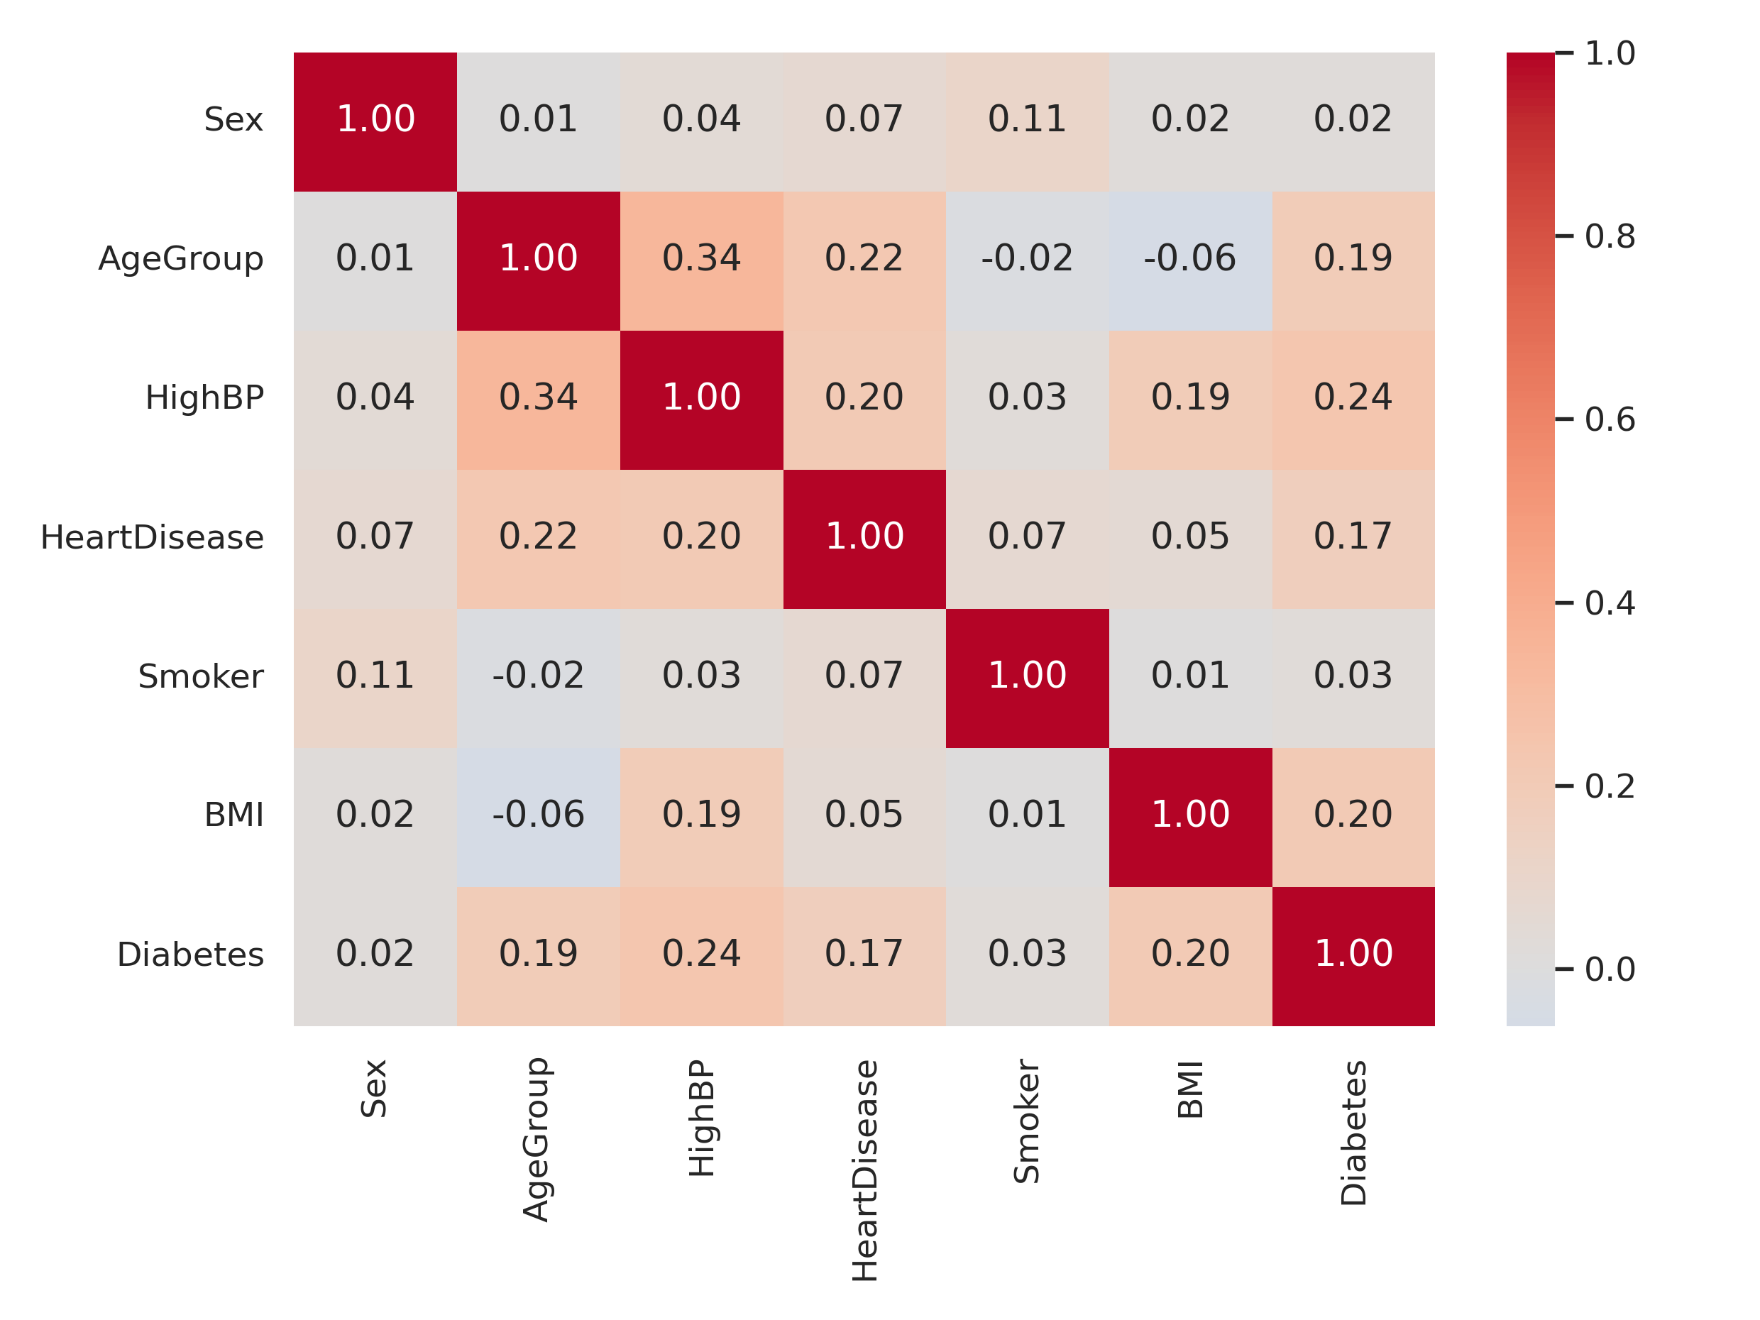 Sex 1.00 0.01 0.04 0.07 0.11 0.02 0.02
AgeGroup 0.01 1.00 0.34 0.22 -0.02 -0.06 0.19
HighBP 0.04 0.34 1.00 0.20 0.03 0.19 0.24
HeartDisease 0.07 0.22 0.20 1.00 0.07 0.05 0.17
Smoker 0.11 -0.02 0.03 0.07 1.00 0.01 0.03
BMI 0.02 -0.06 0.19 0.05 0.01 1.00 0.20
Diabetes 0.02 0.19 0.24 0.17 0.03 0.20 1.00
Sex
AgeGroup
HighBP
HeartDisease
Smoker
BMI
Diabetes
1.0
0.8
0.6
0.4
0.2
0.0